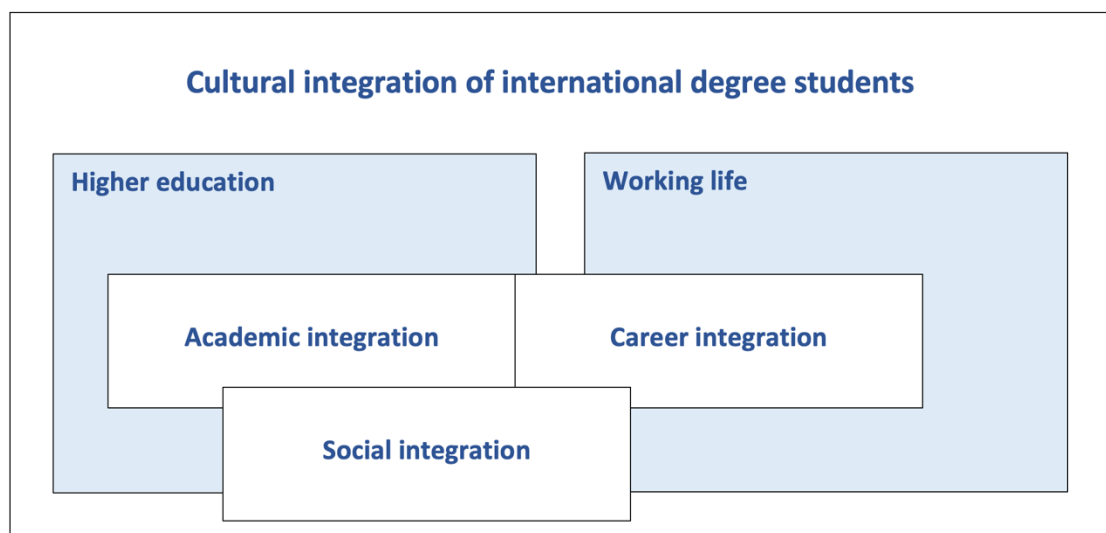 Cultural integration of international degree students
Higher education
Working life
Academic integration
Career integration
Social integration